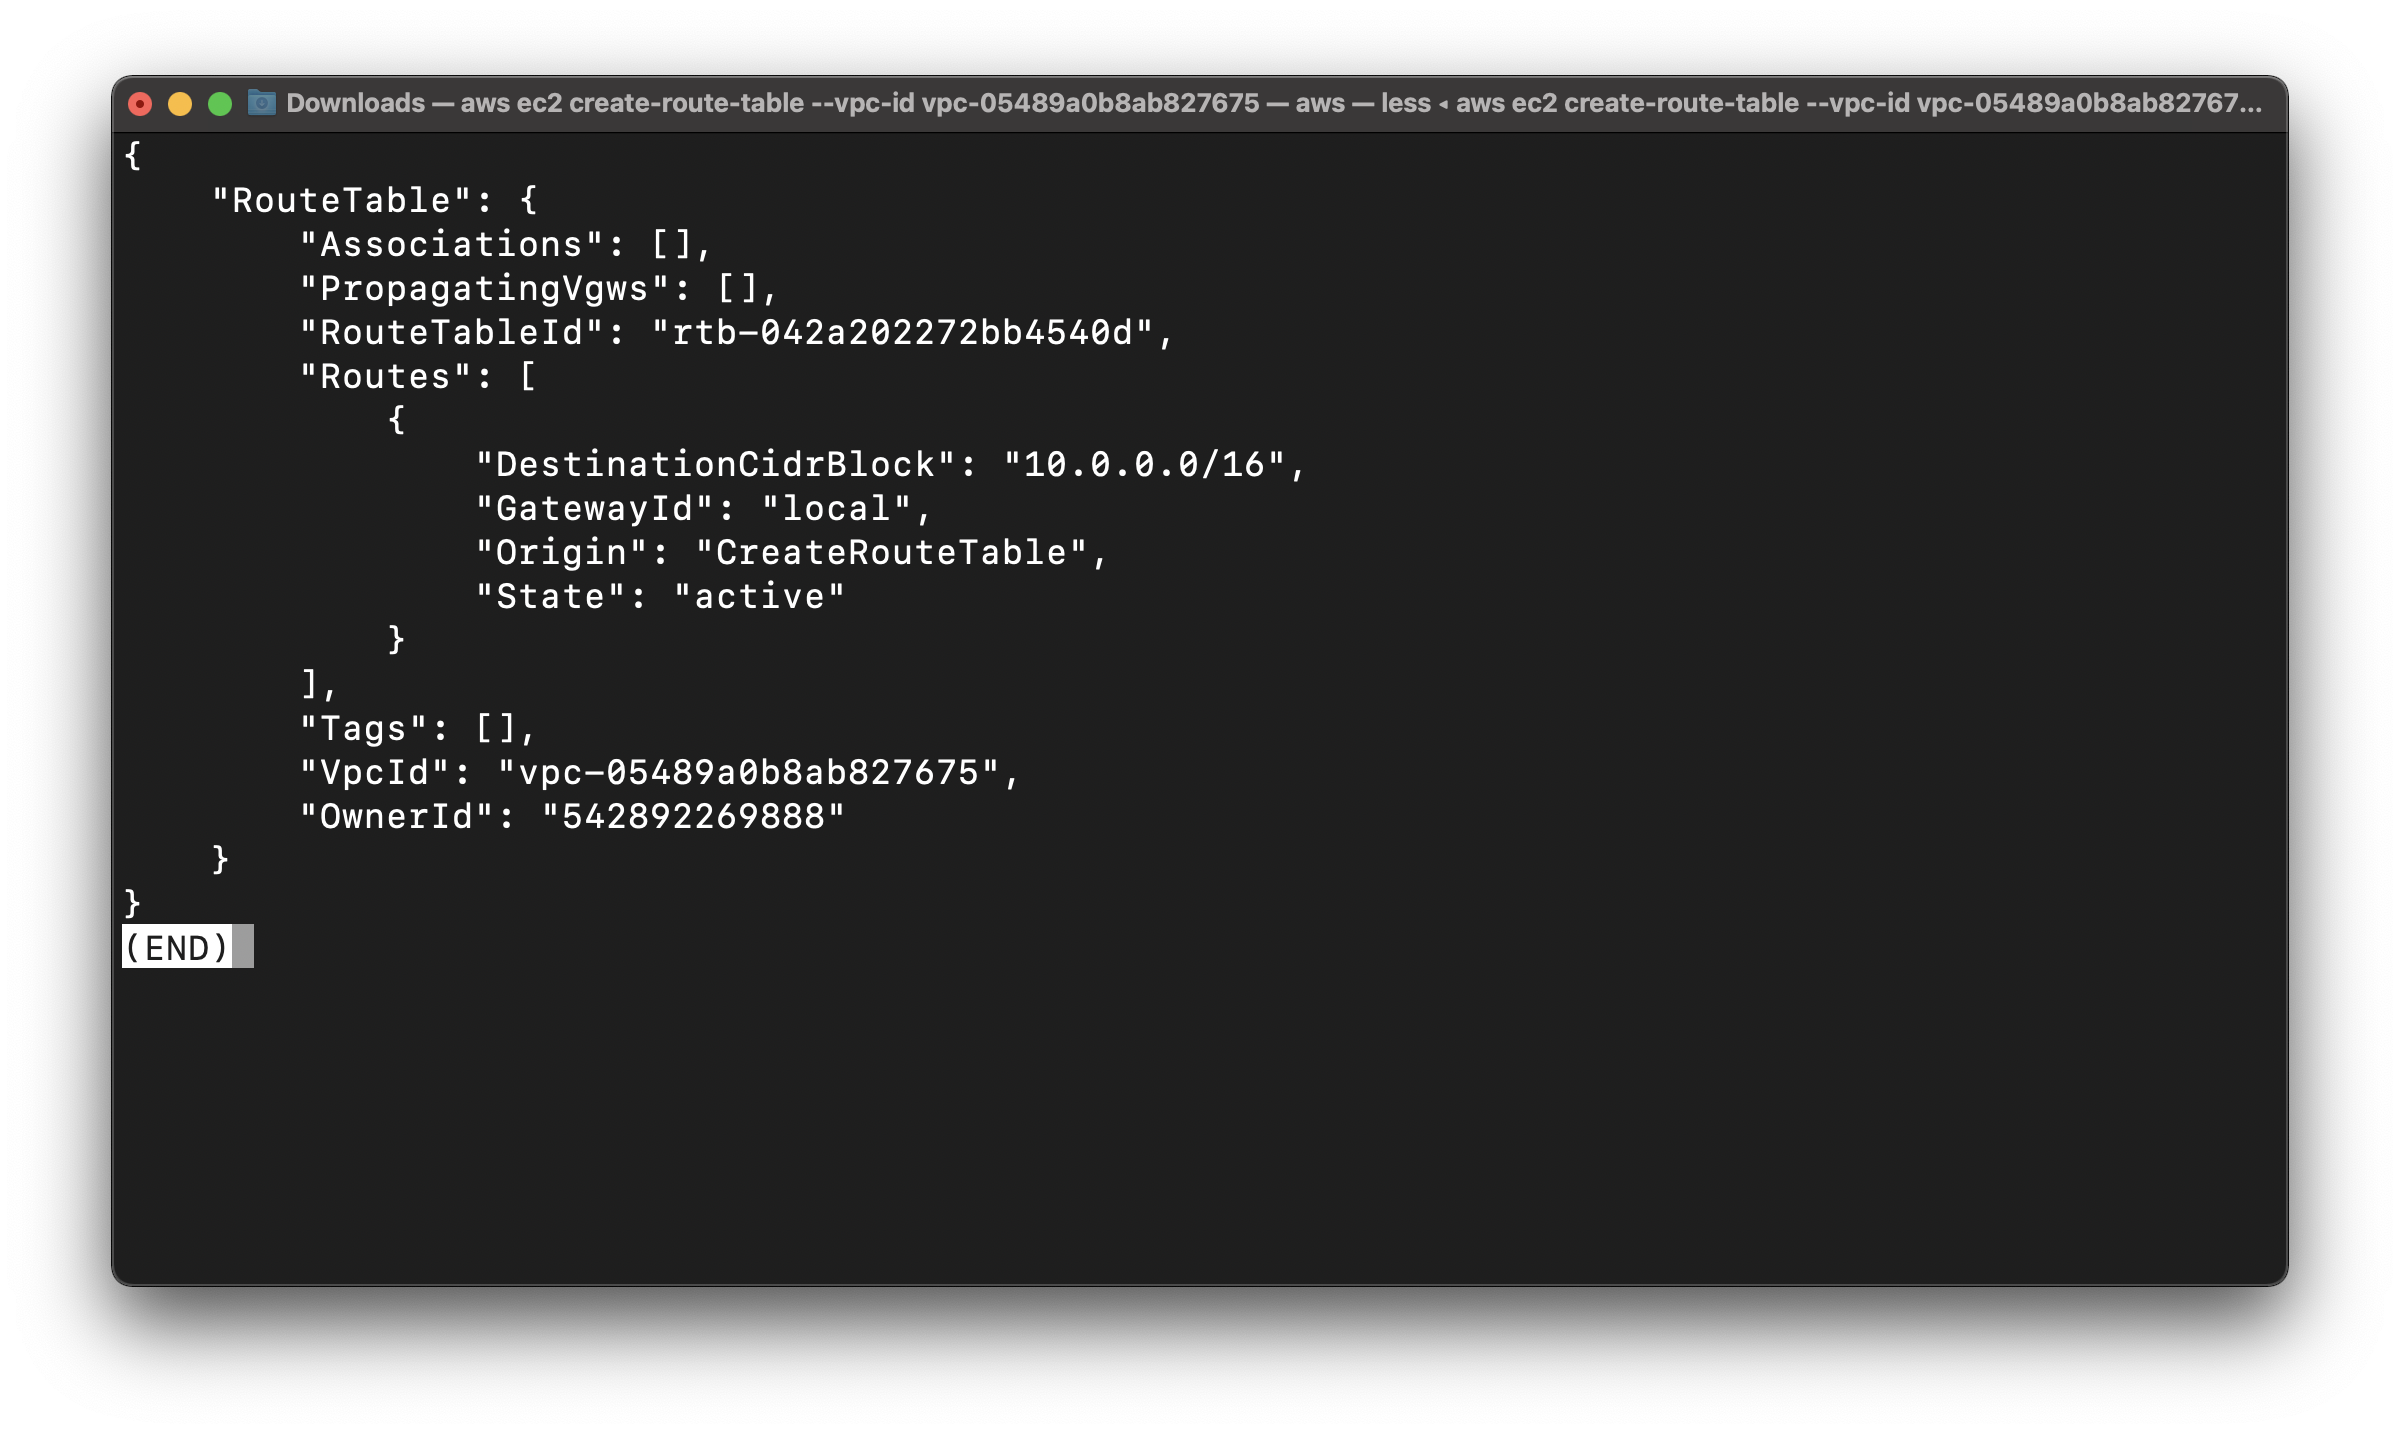 Downloads — aws ec2 create-route-table --vpc-id vpc-05489a0b8ab827675 — aws — less ◂ aws ec2 create-route-table --vpc-id vpc-05489a0b8ab82767...
{
    "RouteTable": {
        "Associations": [],
        "PropagatingVgws": [],
        "RouteTableId": "rtb-042a202272bb4540d",
        "Routes": [
            {
                "DestinationCidrBlock": "10.0.0.0/16",
                "GatewayId": "local",
                "Origin": "CreateRouteTable",
                "State": "active"
            }
        ],
        "Tags": [],
        "VpcId": "vpc-05489a0b8ab827675",
        "OwnerId": "542892269888"
    }
}
(END)